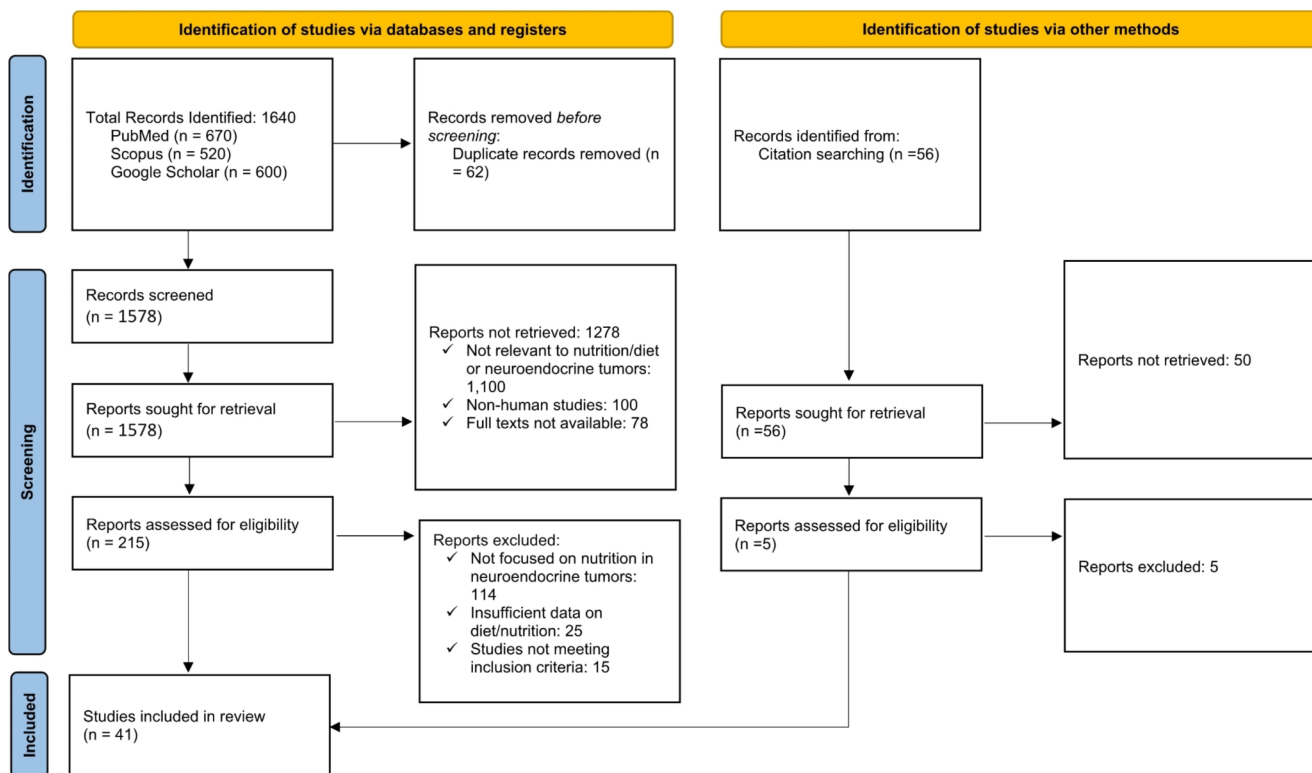 Identification of studies via databases and registers
Identification of studies via other methods
Identification
Total Records Identified: 1640
PubMed (n = 670)
Scopus (n = 520)
Google Scholar (n = 600)
Records removed before
screening:
Duplicate records removed (n
= 62)
Records identified from:
Citation searching (n =56)
Screening
Records screened
(n = 1578)
Reports sought for retrieval
(n = 1578)
Reports not retrieved: 1278
✓ Not relevant to nutrition/diet
or neuroendocrine tumors:
1,100
✓ Non-human studies: 100
✓ Full texts not available: 78
Reports assessed for eligibility
(n = 215)
Reports excluded:
✓ Not focused on nutrition in
neuroendocrine tumors:
114
✓ Insufficient data on
diet/nutrition: 25
✓ Studies not meeting
inclusion criteria: 15
Reports sought for retrieval
(n =56)
Reports not retrieved: 50
Reports assessed for eligibility
(n =5)
Reports excluded: 5
Included
Studies included in review
(n = 41)